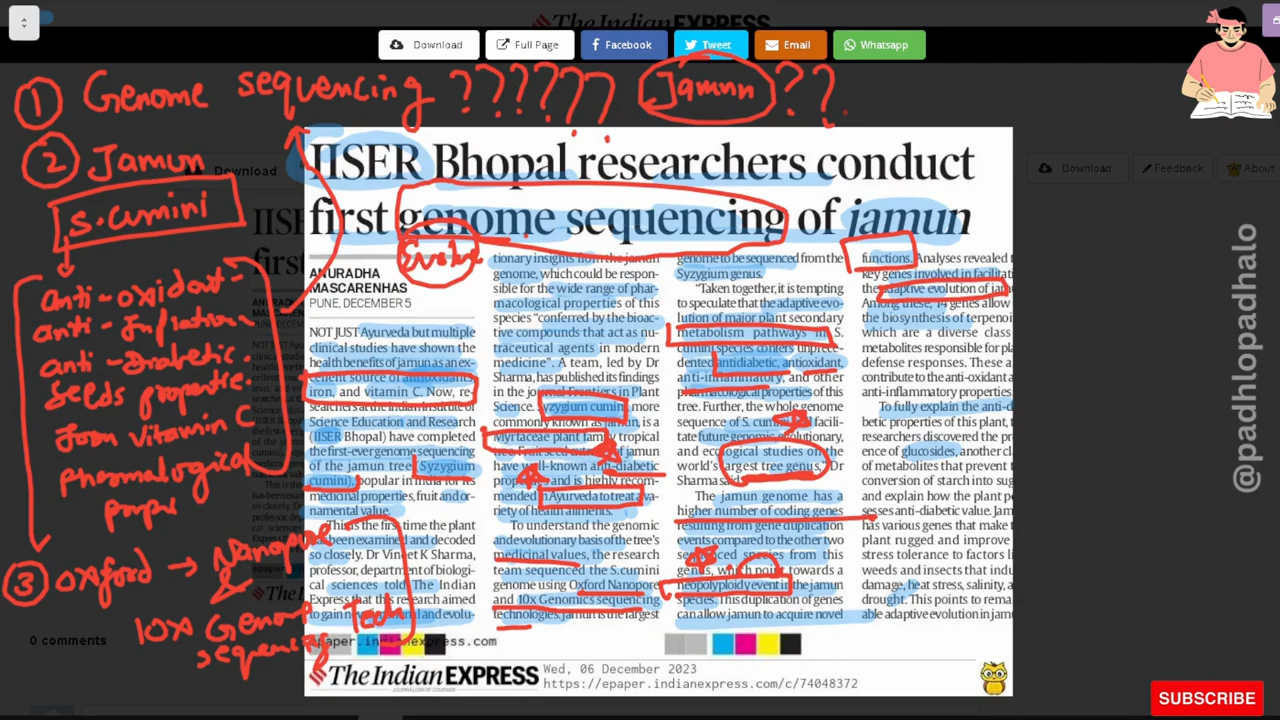 The Indian EXPRESS
Download
Full Page
Facebook
Tweet
Email
Whatsapp
① Genome sequencing ?????? Jamun ??
② Jamun
S.Cumini
anti-oxidant
anti-Inflation
anti-Diabetic.
Seeds propertie.
Iron vitamin C
Pharmalogical
③ oxford → Nanopore
&
10x Genome
sequencing
Tech
Download
Download
Feedback
About
IISER Bhopal researchers conduct
first genome sequencing of jamun
Evolve
ANURADHA
MASCARENHAS
PUNE, DECEMBER 5
NOT JUST Ayurveda but multiple
clinical studies have shown the
health benefits of jamun as an ex-
cellent source of antioxidants,
iron, and vitamin C. Now, re-
searchers at the Indian Institute of
Science Education and Research
(IISER Bhopal) have completed
the first-ever genome sequencing
of the jamun tree Syzygium
cumini), popular in India for its
medicinal properties, fruit and or-
namental value.
"This is the first time the plant
had been examined and decoded
so closely. Dr Vineet K Sharma,
professor, department of biologi-
cal sciences told The Indian
Express that this research aimed
to gain novel and evolu-
tionary insights from the jamun
genome, which could be respon-
sible for the wide range of phar-
macological properties of this
species "conferred by the bioac-
tive compounds that act as nu-
traceutical agents in modern
medicine". A team, led by Dr
Sharma, has published its findings
in the journal Frontiers in Plant
Science. Syzygium cumini, more
commonly known as jamun, is a
Myrtaceae plant family tropical
tree. Fruit seed extracts of jamun
have well-known anti-diabetic
properties and is highly recom-
mended in Ayurveda to treat a va-
riety of health ailments.
To understand the genomic
and evolutionary basis of the tree's
medicinal values, the research
team sequenced the S.cumini
genome using Oxford Nanopore
and 10x Genomics sequencing
technologies. Jamun is the largest
genome to be sequenced from the
Syzygium genus.
"Taken together, it is tempting
to speculate that the adaptive evo-
lution of major plant secondary
metabolism pathways in S.
cumini species confers unprece-
dented antidiabetic, antioxidant,
anti-inflammatory, and other
pharmacological properties of this
tree. Further, the whole genome
sequence of S. cumini will facili-
tate future genomic evolutionary,
and ecological studies on the
world's largest tree genus," Dr
Sharma said.
The jamun genome has a
higher number of coding genes
resulting from gene duplication
events compared to the other two
sequenced species from this
genus, which point towards a
neopolyploidy event in the jamun
species. This duplication of genes
can allow jamun to acquire novel
functions. Analyses revealed t
key genes involved in facilitat
the adaptive evolution of jam
Among these, 14 genes allow
the biosynthesis of terpenoi
which are a diverse class
metabolites responsible for pl
defense responses. These a
contribute to the anti-oxidant a
anti-inflammatory properties
To fully explain the anti-d
betic properties of this plant, t
researchers discovered the pr
ence of glucosides, another cla
of metabolites that prevent t
conversion of starch into sug
and explain how the plant p
sesses anti-diabetic value. Jam
has various genes that make t
plant rugged and improve
stress tolerance to factors li
weeds and insects that indu
damage, heat stress, salinity, a
drought. This points to rema
able adaptive evolution in jamu
epaper.indianexpress.com
The Indian EXPRESS
JOURNALISM OF COURAGE
Wed, 06 December 2023
https://epaper.indianexpress.com/c/74048372
0 comments
@padhlopadhalo
SUBSCRIBE